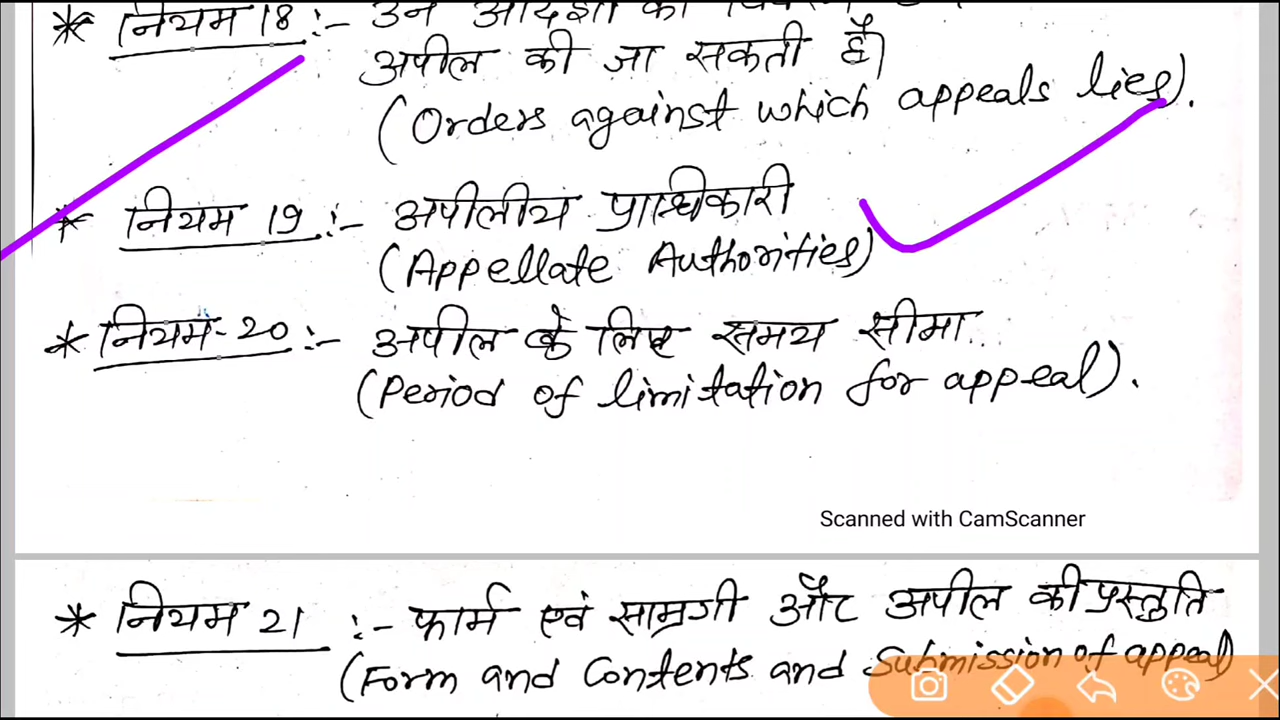 * नियम 18 :- उन आदेशों का
अपील की जा सकती है
(Orders against which appeals lies).
* नियम 19 :- अपीलीय प्राधिकारी
(Appellate Authorities)
* नियम-20 :- अपील के लिए समय सीमा..
(Period of limitation for appeal).
Scanned with CamScanner
* नियम 21 :- फार्म एवं सामग्री और अपील की प्रस्तुति
(Form and Contents and Submission of appeal)